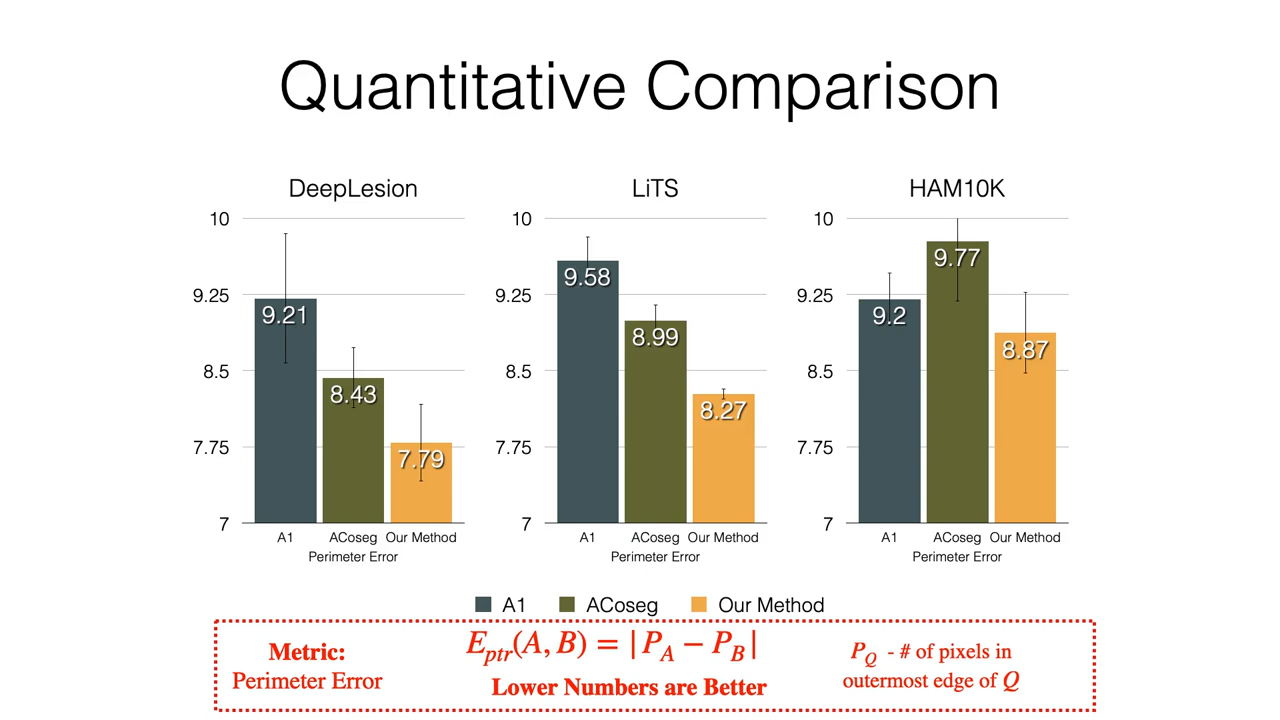 Quantitative Comparison
DeepLesion
10
9.25
8.5
7.75
7
9.21
8.43
7.79
A1 ACoseg Our Method
Perimeter Error
LiTS
10
9.25
8.5
7.75
7
9.58
8.99
8.27
A1 ACoseg Our Method
Perimeter Error
HAM10K
10
9.25
8.5
7.75
7
9.2
9.77
8.87
A1 ACoseg Our Method
Perimeter Error
A1 ACoseg Our Method
Metric:
Perimeter Error
E_ptr(A, B) = | P_A − P_B |
Lower Numbers are Better
P_Q - # of pixels in
outermost edge of Q